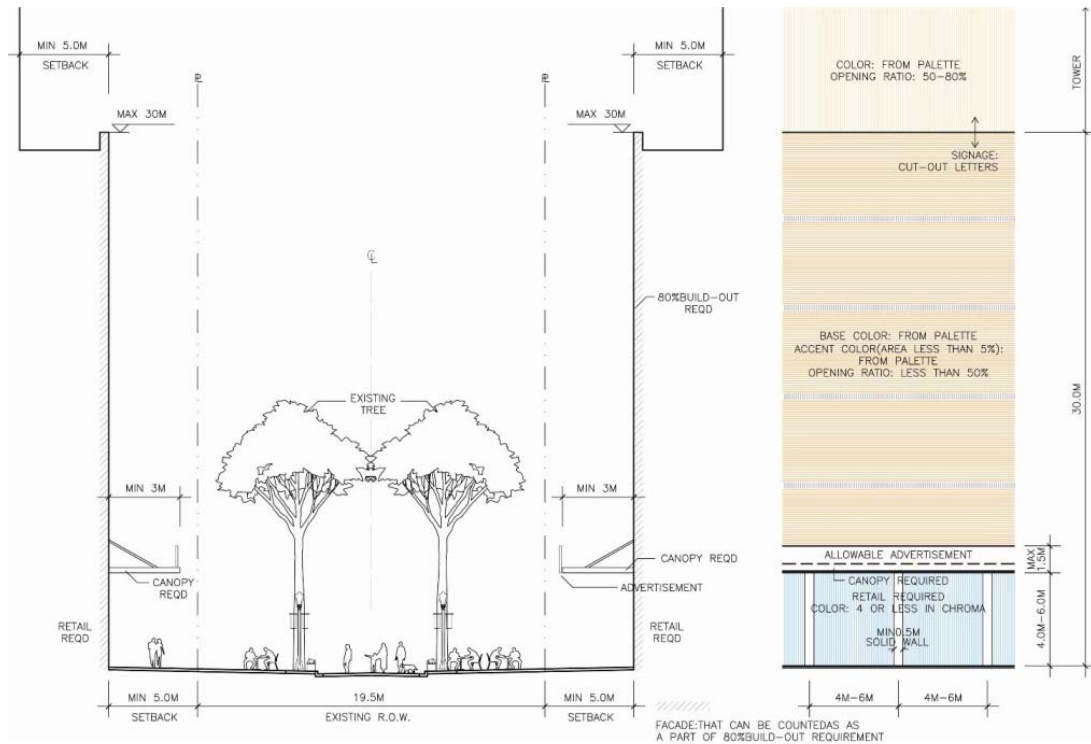 MIN 5.0M
SETBACK
MIN 5.0M
SETBACK
PL
PL
MAX 30M
MAX 30M
CL
80%BUILD-OUT
REQD
EXISTING
TREE
MIN 3M
MIN 3M
CANOPY
REQD
CANOPY REQD
ADVERTISEMENT
RETAIL
REQD
RETAIL
REQD
MIN 5.0M
SETBACK
19.5M
EXISTING R.O.W.
MIN 5.0M
SETBACK
FACADE:THAT CAN BE COUNTEDAS AS
A PART OF 80%BUILD-OUT REQUIREMENT
COLOR: FROM PALETTE
OPENING RATIO: 50-80%
TOWER
SIGNAGE:
CUT-OUT LETTERS
BASE COLOR: FROM PALETTE
ACCENT COLOR(AREA LESS THAN 5%):
FROM PALETTE
OPENING RATIO: LESS THAN 50%
30.0M
ALLOWABLE ADVERTISEMENT
MAX
1.5M
CANOPY REQUIRED
RETAIL REQUIRED
COLOR: 4 OR LESS IN CHROMA
MIN0.5M
SOLID WALL
4.0M-6.0M
4M-6M
4M-6M